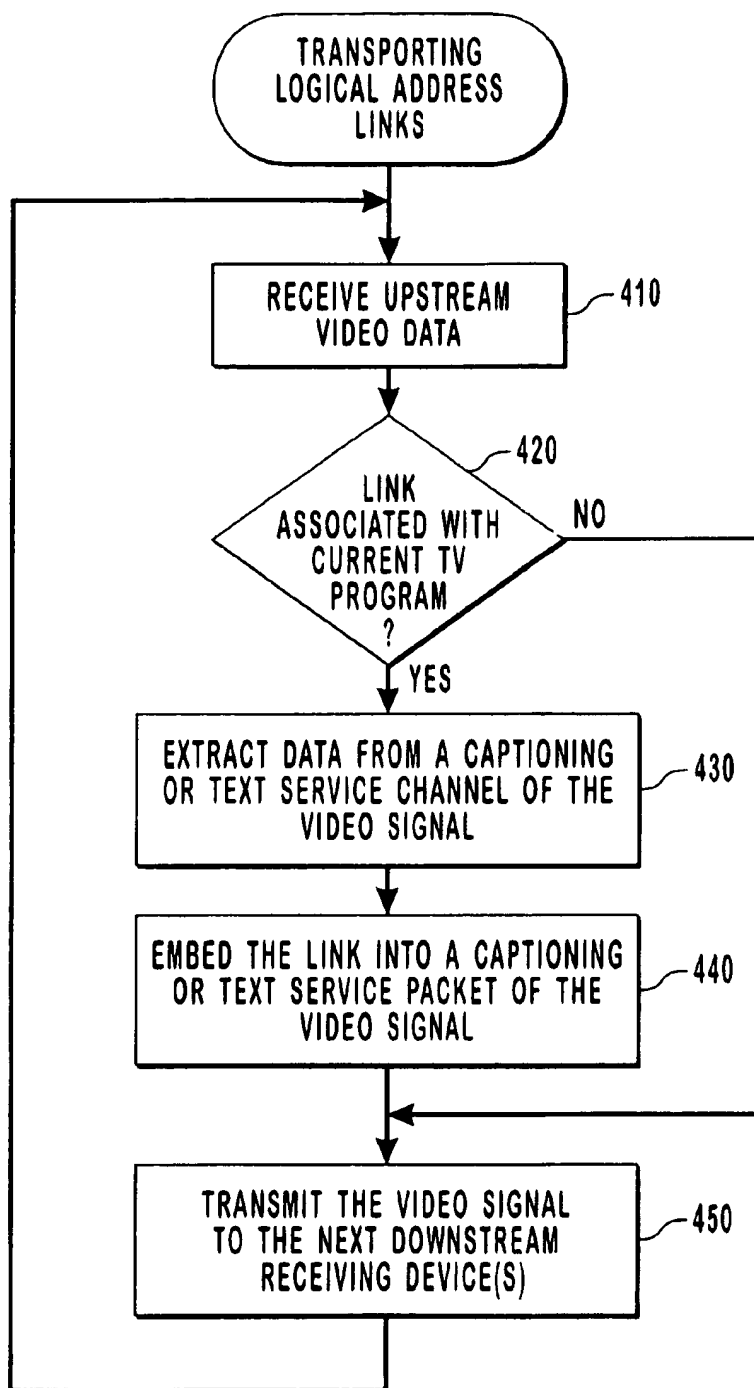 TRANSPORTING
LOGICAL ADDRESS
LINKS
RECEIVE UPSTREAM
VIDEO DATA
410
420
LINK
ASSOCIATED WITH
CURRENT TV
PROGRAM
?
NO
YES
EXTRACT DATA FROM A CAPTIONING
OR TEXT SERVICE CHANNEL OF THE
VIDEO SIGNAL
430
EMBED THE LINK INTO A CAPTIONING
OR TEXT SERVICE PACKET OF THE
VIDEO SIGNAL
440
TRANSMIT THE VIDEO SIGNAL
TO THE NEXT DOWNSTREAM
RECEIVING DEVICE(S)
450